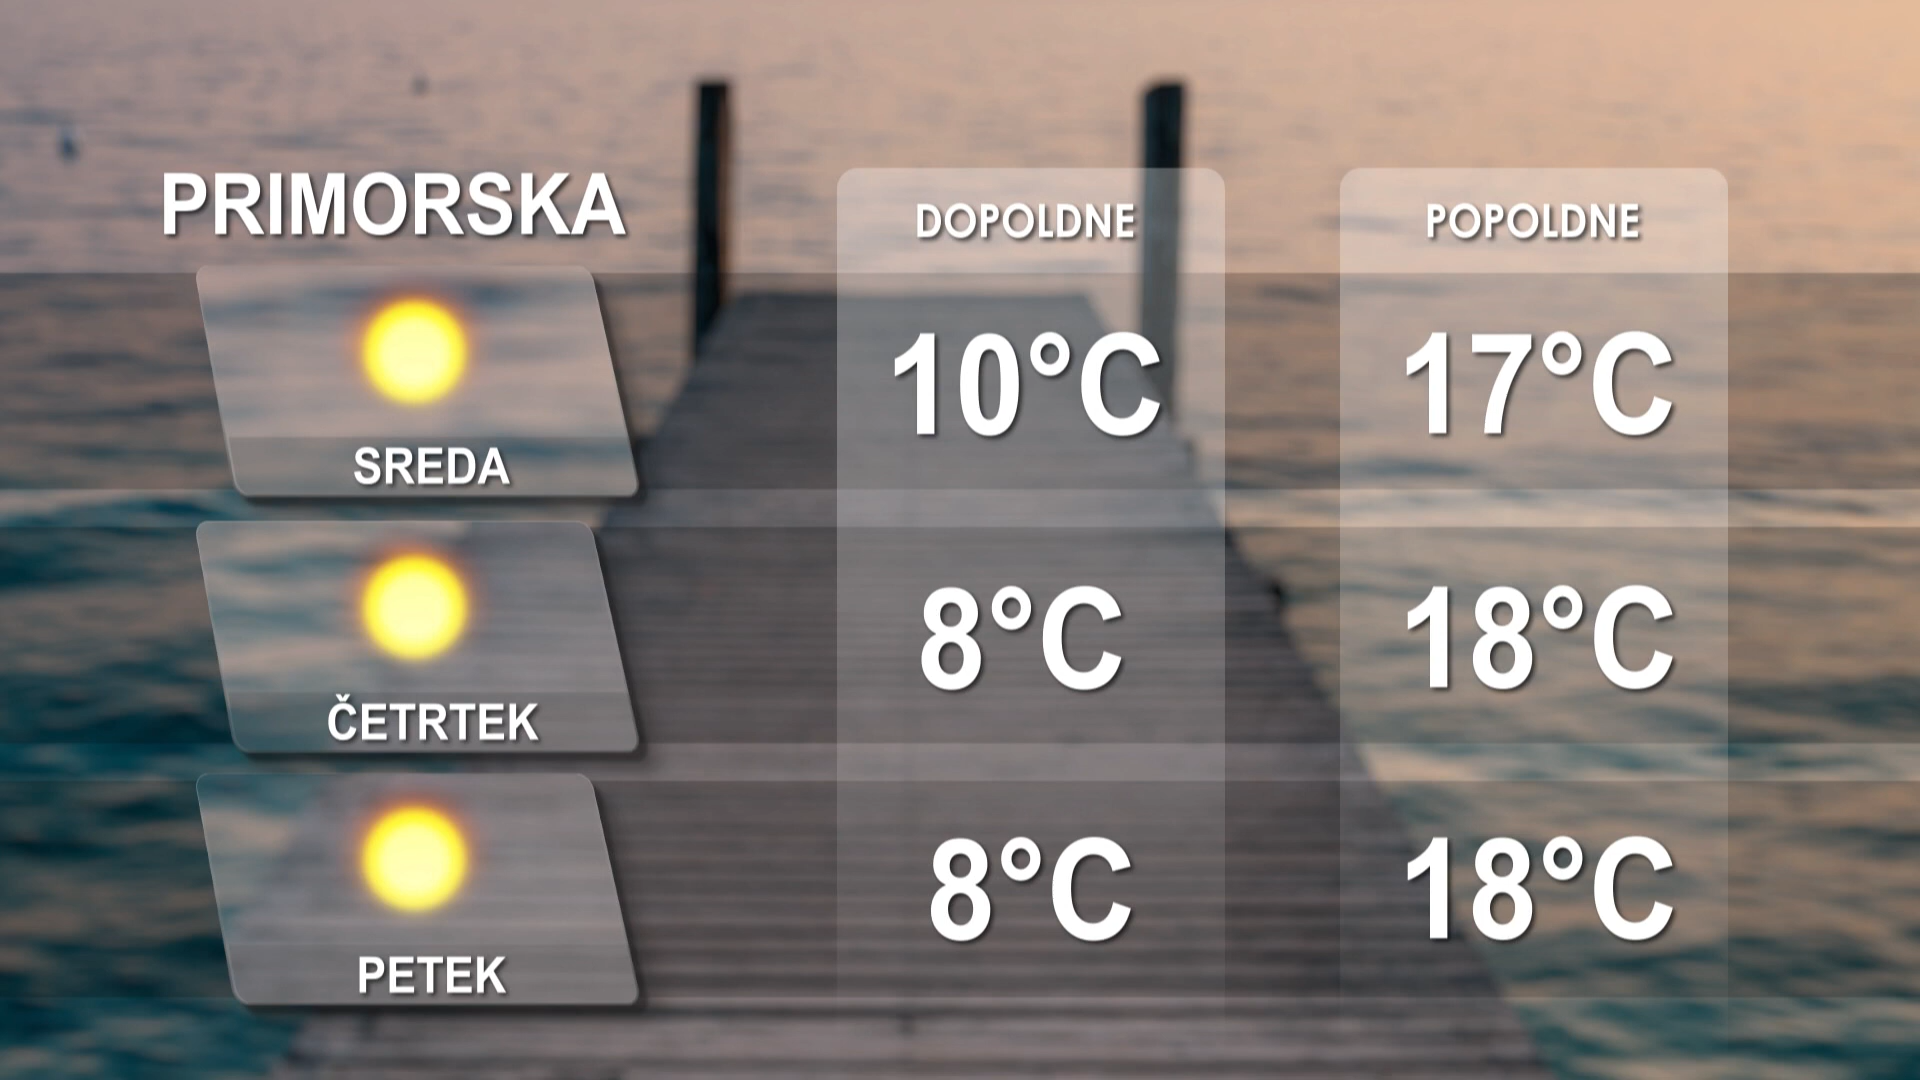 PRIMORSKA
DOPOLDNE
POPOLDNE
SREDA
10°C
17°C
ČETRTEK
8°C
18°C
PETEK
8°C
18°C